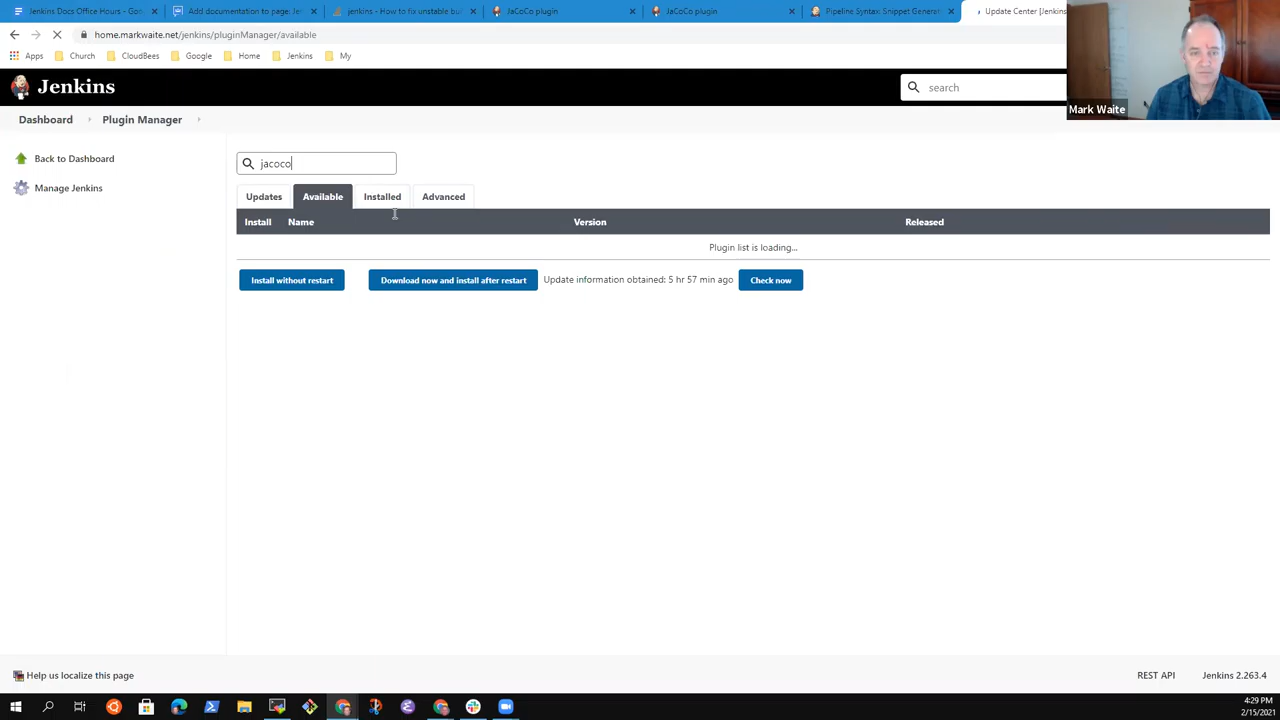 Jenkins Docs Office Hours - Goo
Add documentation to page: Jen
jenkins - How to fix unstable bu
JaCoCo plugin
JaCoCo plugin
Pipeline Syntax: Snippet Generat
Update Center [Jenkins
home.markwaite.net/jenkins/pluginManager/available
Apps
Church
CloudBees
Google
Home
Jenkins
My
Jenkins
search
Mark Waite
Dashboard
Plugin Manager
Back to Dashboard
Manage Jenkins
jacoco
Updates
Available
Installed
Advanced
Install
Name
Version
Released
Plugin list is loading...
Install without restart
Download now and install after restart
Update information obtained: 5 hr 57 min ago
Check now
Help us localize this page
REST API
Jenkins 2.263.4
4:29 PM
2/15/2021